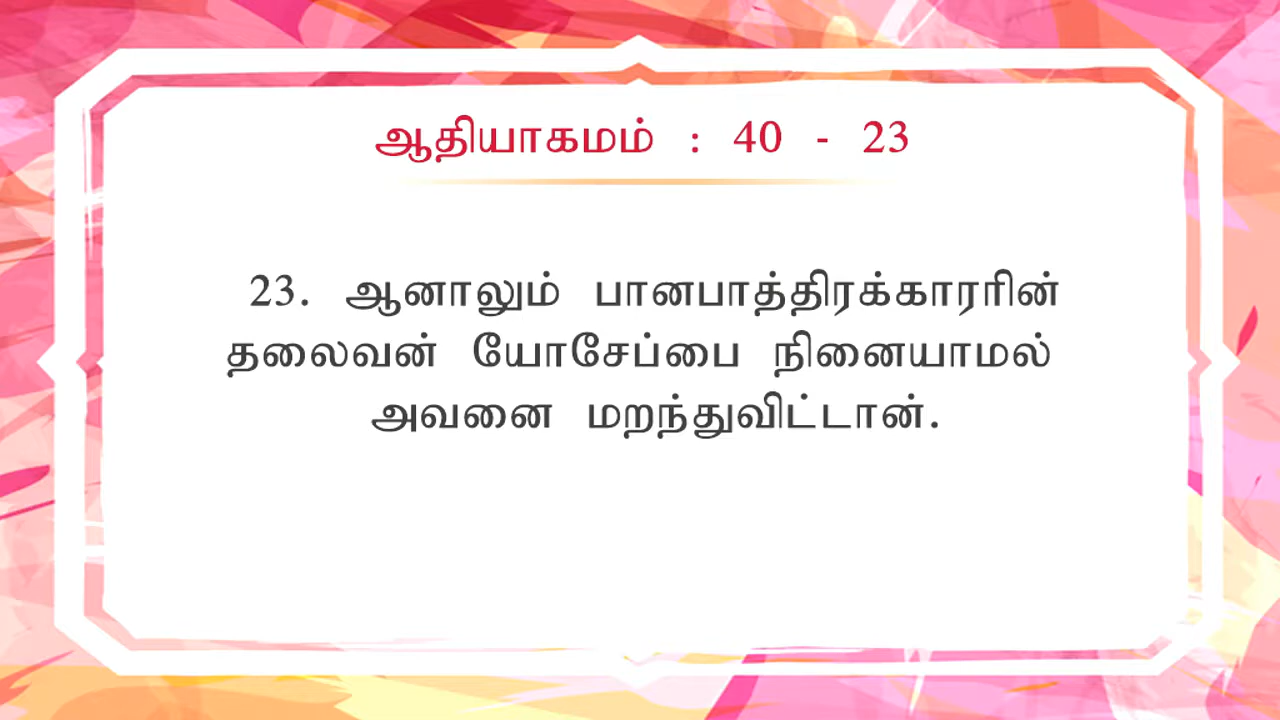 ஆதியாகமம் : 40 - 23
23. ஆனாலும் பானபாத்திரக்காரரின்
தலைவன் யோசேப்பை நினையாமல்
அவனை மறந்துவிட்டான்.